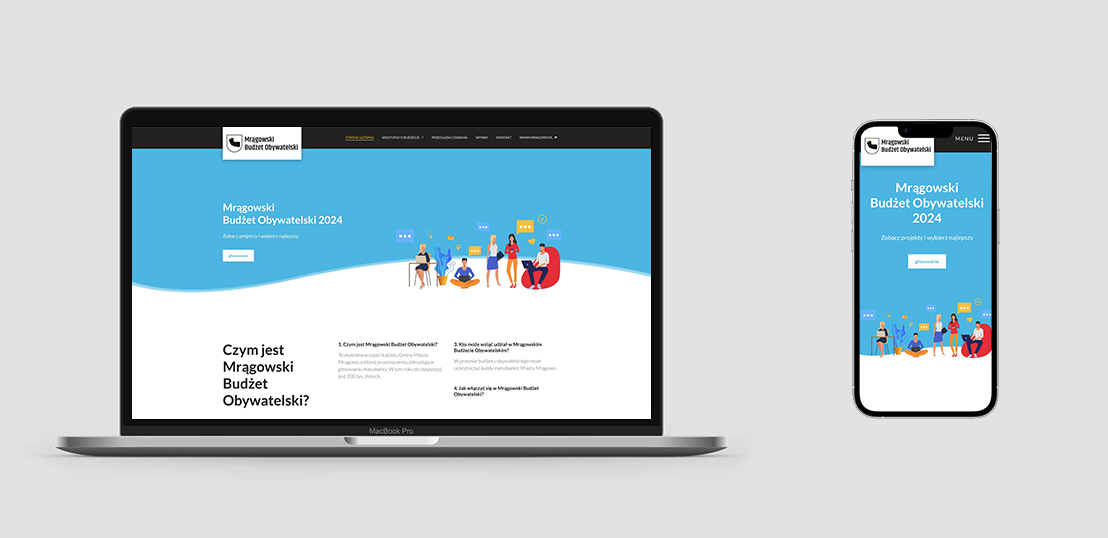 Mrągowski
Budżet Obywatelski
STRONA GŁÓWNA
WSZYSTKO O BUDŻECIE
PRZEGLĄDAJ ZADANIA
WYNIKI
KONTAKT
WWW.MRAGOWO.PL
Mrągowski
Budżet Obywatelski 2024
Zobacz projekty i wybierz najlepszy
głosowanie
Czym jest
Mrągowski
Budżet
Obywatelski?
1. Czym jest Mrągowski Budżet Obywatelski?
To wydzielona część budżetu Gminy Miasta
Mrągowo, o której przeznaczeniu zdecydują w
głosowaniu mieszkańcy. W tym roku do dyspozycji
jest 330 tys. złotych.
3. Kto może wziąć udział w Mrągowskim
Budżecie Obywatelskim?
W procesie budżetu obywatelskiego może
uczestniczyć każdy mieszkaniec Miasta Mrągowo.
4. Jak włączyć się w Mrągowski Budżet
Obywatelski?
MacBook Pro
Mrągowski
Budżet Obywatelski
MENU
Mrągowski
Budżet Obywatelski
2024
Zobacz projekty i wybierz najlepszy
głosowanie